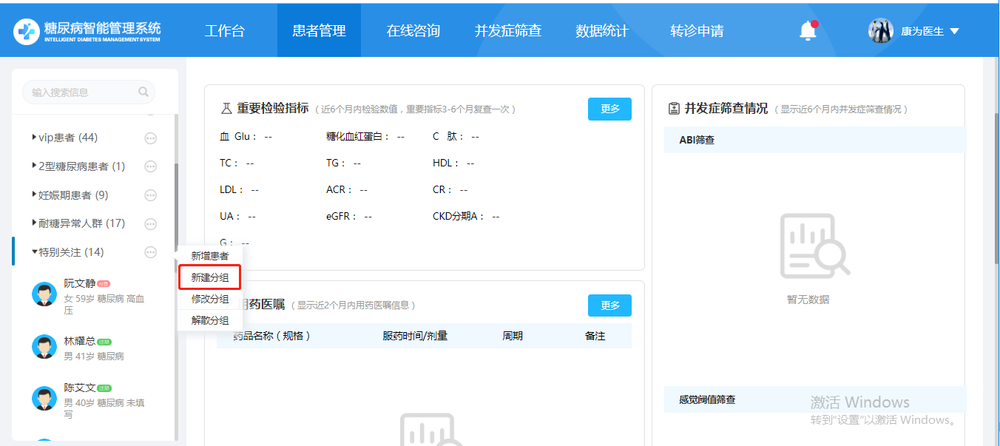 糖尿病智能管理系统
INTELLIGENT DIABETES MANAGEMENT SYSTEM
工作台
患者管理
在线咨询
并发症筛查
数据统计
转诊申请
康为医生
输入搜索信息
vip患者 (44)
2型糖尿病患者 (1)
妊娠期患者 (9)
耐糖异常人群 (17)
特别关注 (14)
阮文静 付费
女 59岁 糖尿病 高血
压
林耀总 过期
男 41岁 糖尿病
陈艾文 过期
男 40岁 糖尿病 未填
写
新增患者
新建分组
修改分组
解散分组
重要检验指标（近6个月内检验数值，重要指标3-6个月复查一次）
更多
血 Glu： -- 糖化血红蛋白： -- C 肽： --
TC： -- TG： -- HDL： --
LDL： -- ACR： -- CR： --
UA： -- eGFR： -- CKD分期A： --
G： --
用药医嘱（显示近2个月内用药医嘱信息）
更多
药品名称（规格） 服药时间/剂量 周期 备注
并发症筛查情况（显示近6个月内并发症筛查情况）
ABI筛查
暂无数据
感觉阈值筛查
激活 Windows
转到“设置”以激活 Windows。